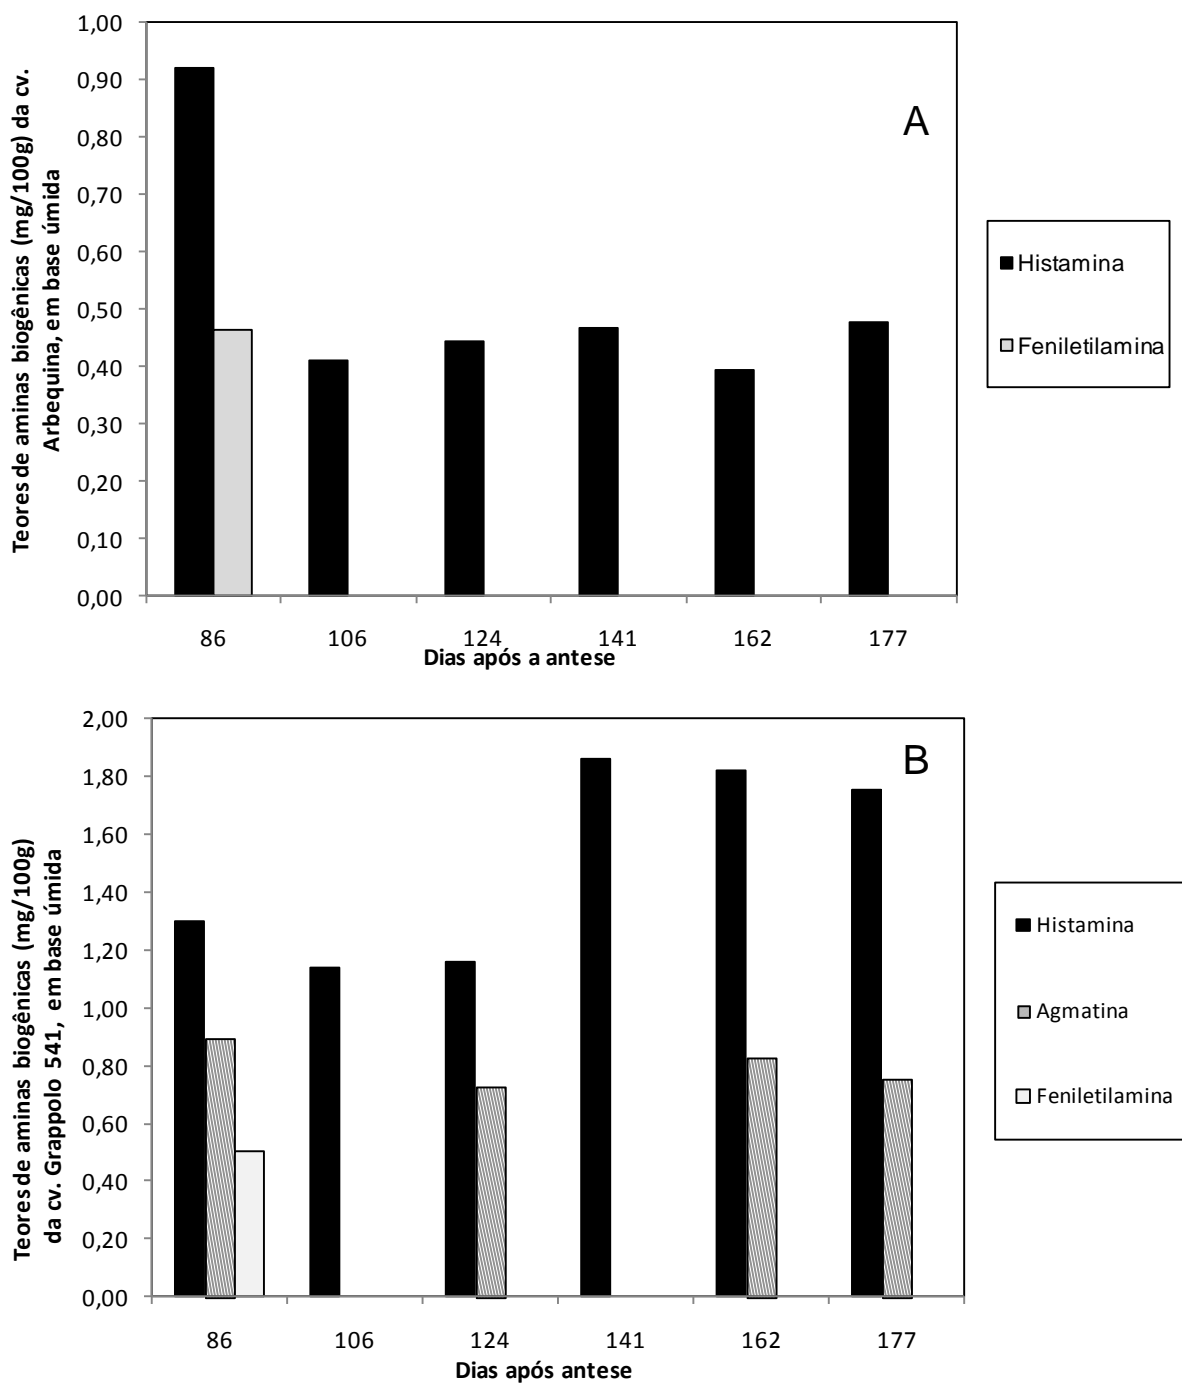 Teores de aminas biogênicas (mg/100g) da cv.
Arbequina, em base úmida
1,00
0,90
0,80
0,70
0,60
0,50
0,40
0,30
0,20
0,10
0,00
A
Histamina
Feniletilamina
86 106 124 141 162 177
Dias após a antese
Teores de aminas biogênicas (mg/100g)
da cv. Grappolo 541, em base úmida
2,00
1,80
1,60
1,40
1,20
1,00
0,80
0,60
0,40
0,20
0,00
B
Histamina
Agmatina
Feniletilamina
86 106 124 141 162 177
Dias após antese